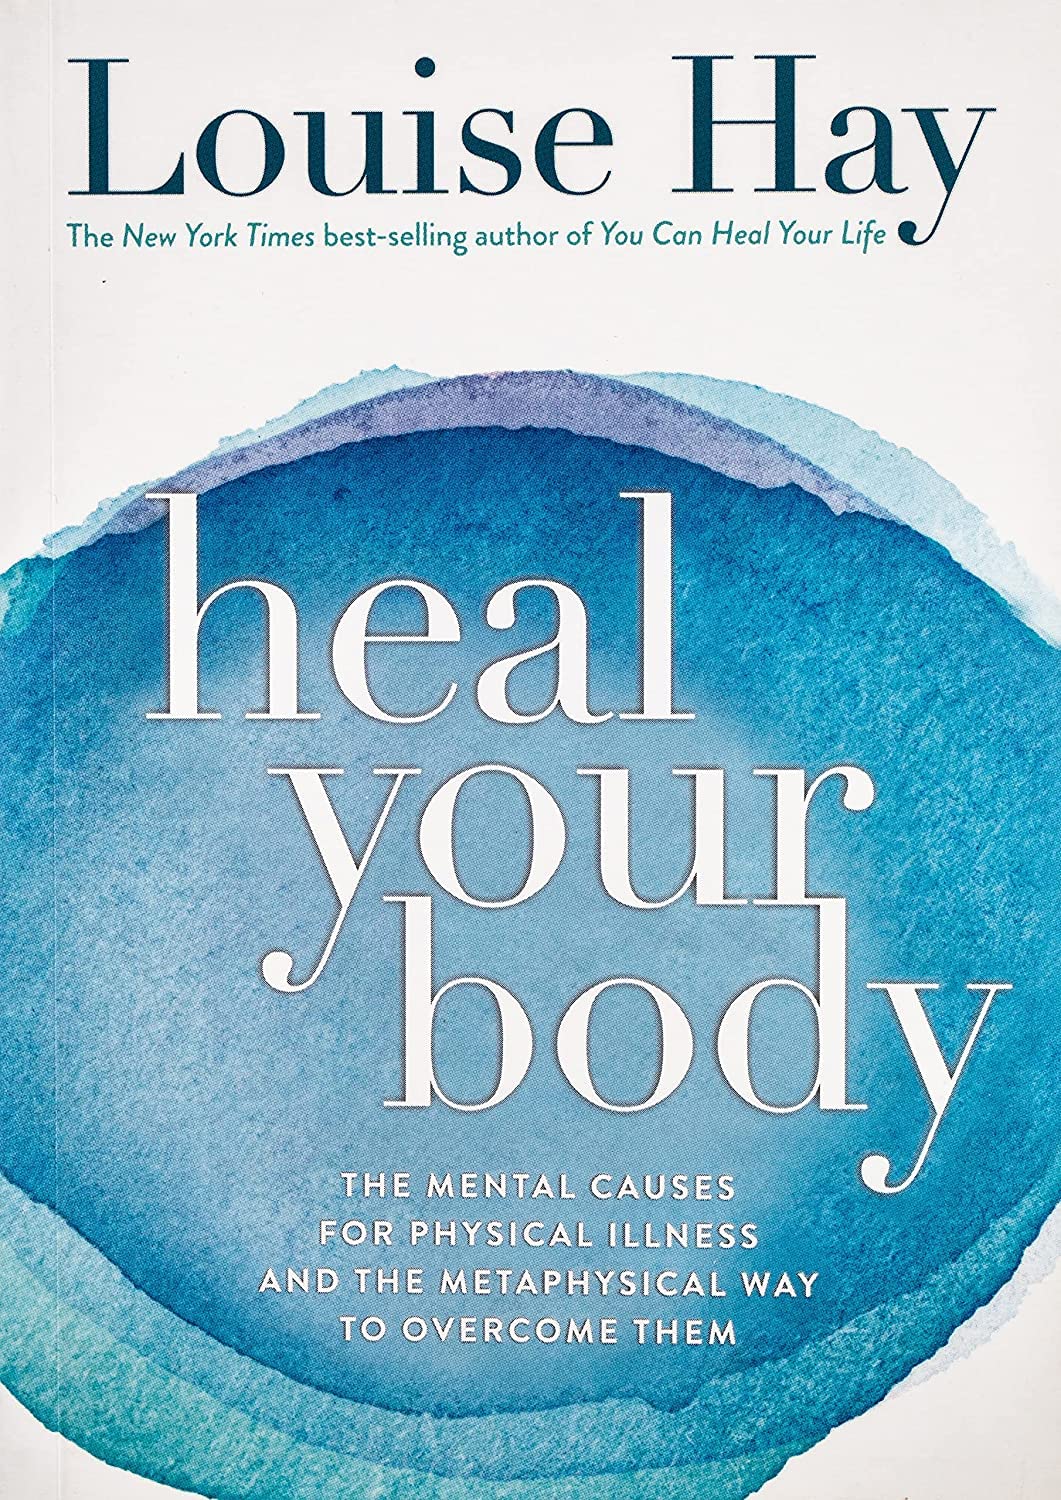 Louise Hay
The New York Times best-selling author of You Can Heal Your Life
heal
your
body
THE MENTAL CAUSES
FOR PHYSICAL ILLNESS
AND THE METAPHYSICAL WAY
TO OVERCOME THEM